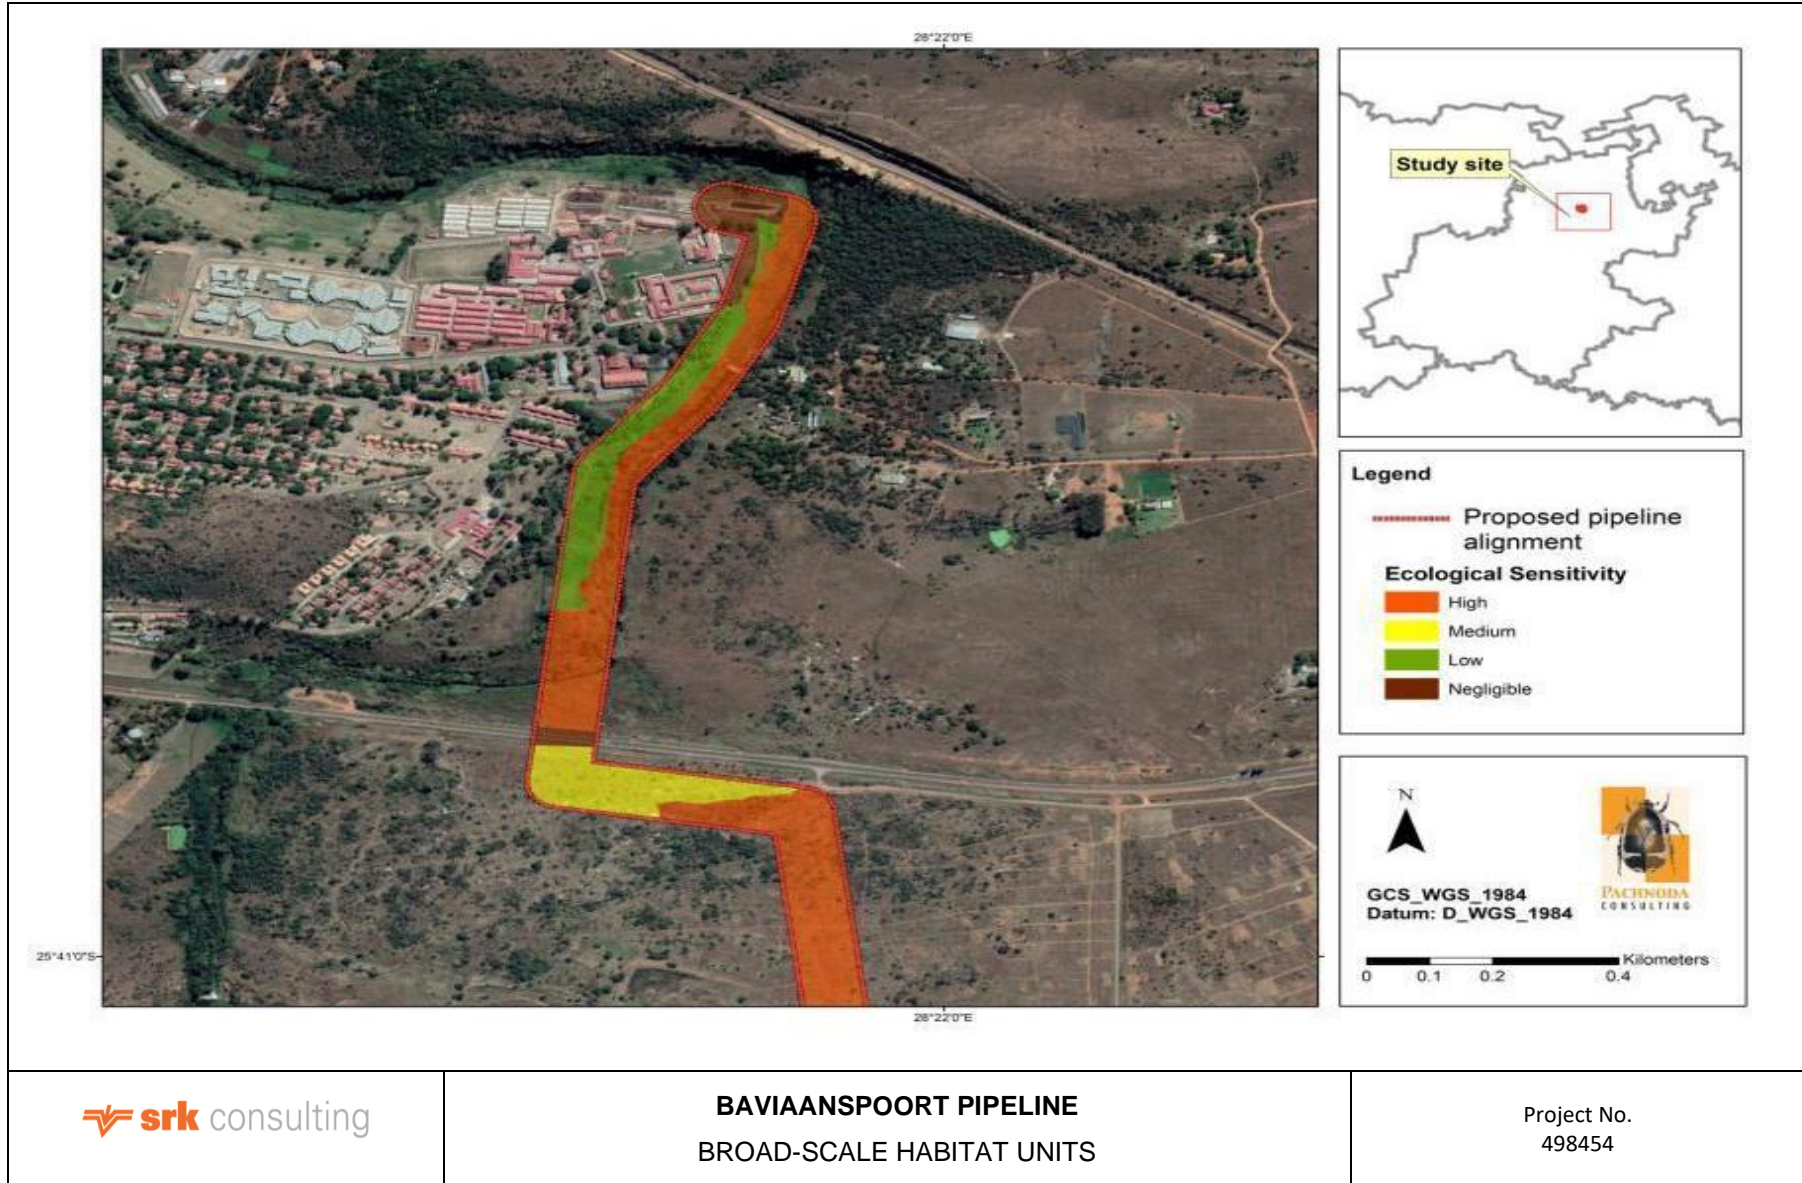 28°22'0"E
Study site
Legend
Proposed pipeline
alignment
Ecological Sensitivity
High
Medium
Low
Negligible
N
PACHNODA
CONSULTING
GCS_WGS_1984
Datum: D_WGS_1984
Kilometers
0 0.1 0.2 0.4
25°41'0"S
28°22'0"E
srk consulting
BAVIAANSPOORT PIPELINE
BROAD-SCALE HABITAT UNITS
Project No.
498454